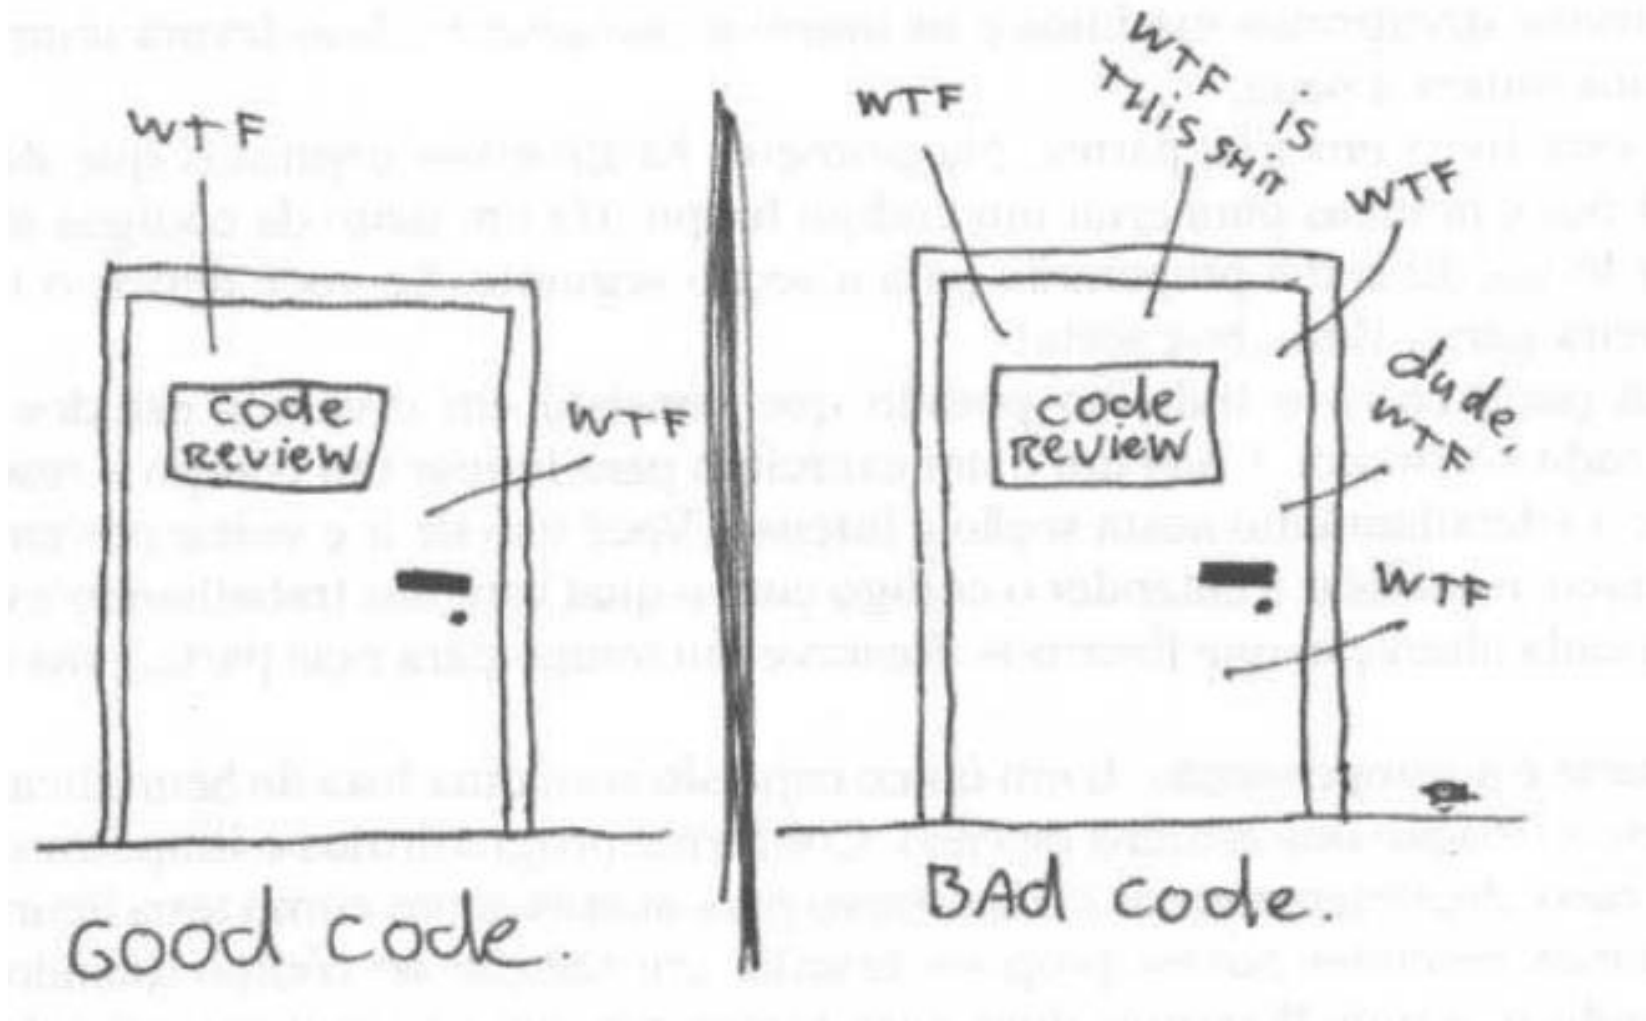 WTF
code
REVIEW
WTF
GOOD code.
WTF
WTF IS
THIS SHIT
WTF
dude,
WTF
code
REVIEW
WTF
BAd code.